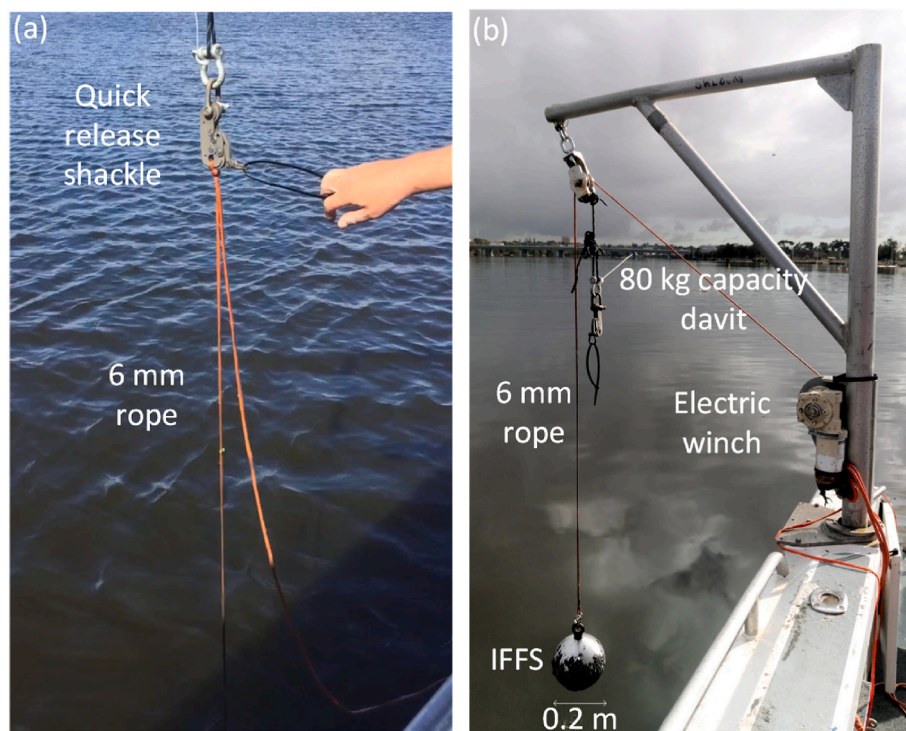 (a)
Quick
release
shackle
6 mm
rope
(b)
80 kg capacity
davit
6 mm
rope
Electric
winch
IFFS
0.2 m